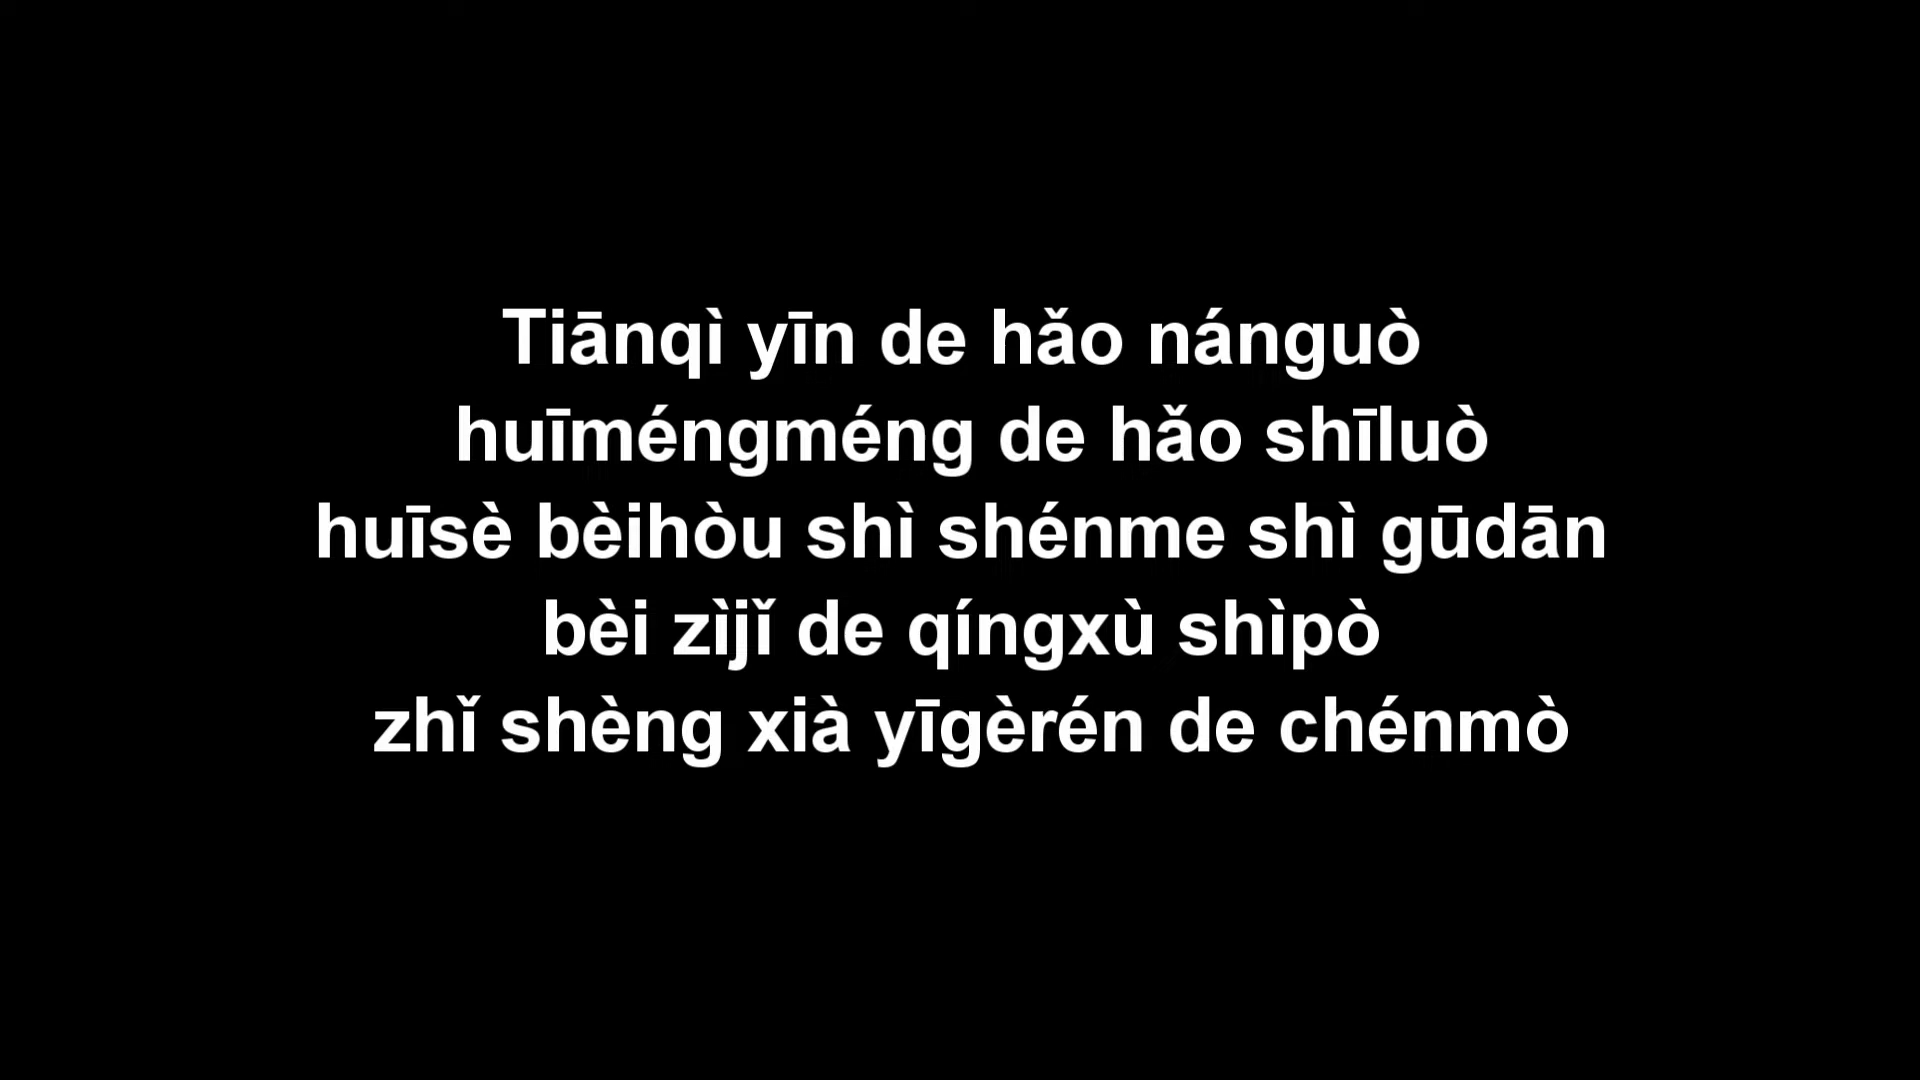 Tiānqì yīn de hǎo nánguò
huīméngméng de hǎo shīluò
huīsè bèihòu shì shénme shì gūdān
bèi zìjǐ de qíngxù shìpò
zhǐ shèng xià yīgèrén de chénmò